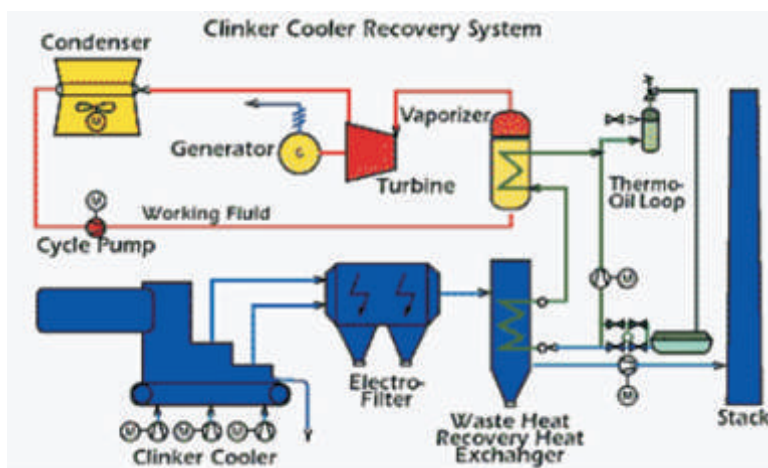 Clinker Cooler Recovery System
Condenser
M
Vaporizer
Generator
G
Turbine
Thermo-
Oil Loop
M
Working Fluid
Cycle Pump
M
Electro-
Filter
M
M
M
M
Clinker Cooler
Waste Heat
Recovery Heat
Exchanger
Stack